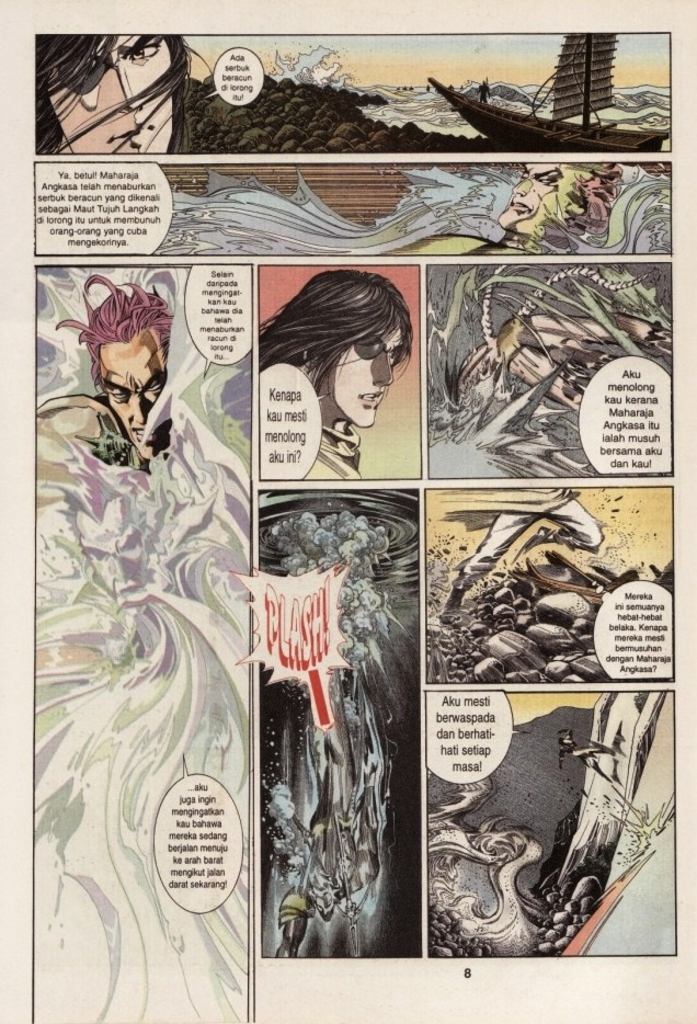 Ada
serbuk
beracun
di lorong
itu!
Ya, betul! Maharaja
Angkasa telah menaburkan
serbuk beracun yang dikenali
sebagai Maut Tujuh Langkah
di lorong itu untuk membunuh
orang-orang yang cuba
mengekorinya.
Selain
daripada
mengingat-
kan kau
bahawa dia
telah
menaburkan
racun di
lorong
itu...
...aku
juga ingin
mengingatkan
kau bahawa
mereka sedang
berjalan menuju
ke arah barat
mengikut jalan
darat sekarang!
Kenapa
kau mesti
menolong
aku ini?
Aku
menolong
kau kerana
Maharaja
Angkasa itu
ialah musuh
bersama aku
dan kau!
PLASH!
Mereka
ini semuanya
hebat-hebat
belaka. Kenapa
mereka mesti
bermusuhan
dengan Maharaja
Angkasa?
Aku mesti
berwaspada
dan berhati-
hati setiap
masa!
8